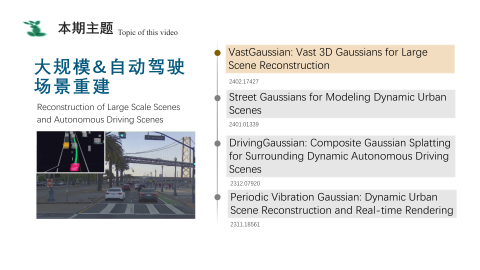 本期主题 Topic of this video
大规模&自动驾驶
场景重建
Reconstruction of Large Scale Scenes
and Autonomous Driving Scenes
VastGaussian: Vast 3D Gaussians for Large
Scene Reconstruction
2402.17427
Street Gaussians for Modeling Dynamic Urban
Scenes
2401.01339
DrivingGaussian: Composite Gaussian Splatting
for Surrounding Dynamic Autonomous Driving
Scenes
2312.07920
Periodic Vibration Gaussian: Dynamic Urban
Scene Reconstruction and Real-time Rendering
2311.18561